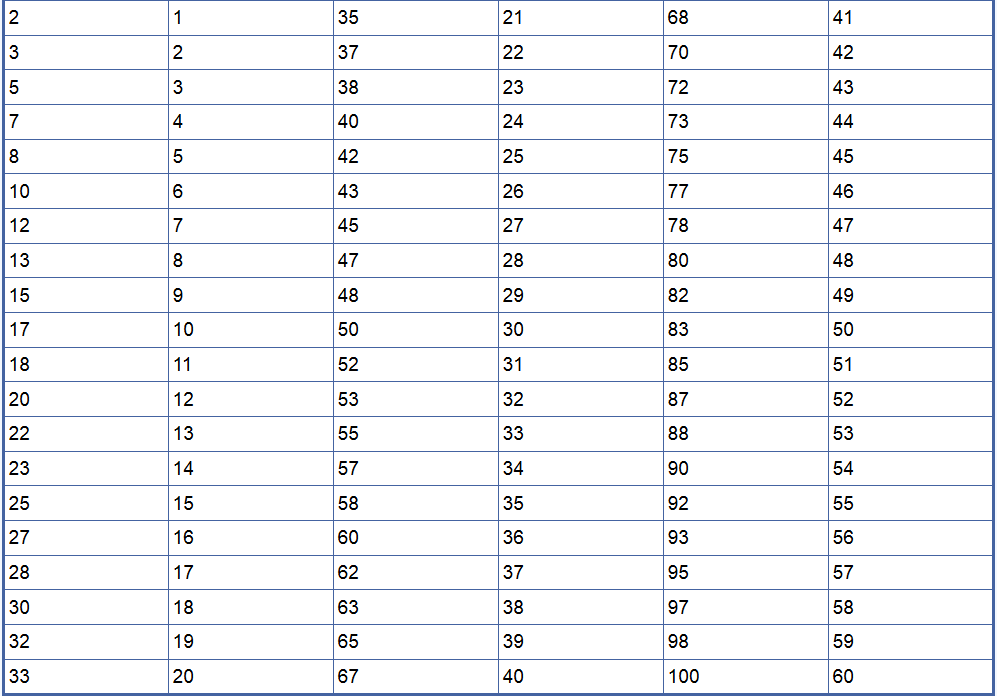 2 1 35 21 68 41
3 2 37 22 70 42
5 3 38 23 72 43
7 4 40 24 73 44
8 5 42 25 75 45
10 6 43 26 77 46
12 7 45 27 78 47
13 8 47 28 80 48
15 9 48 29 82 49
17 10 50 30 83 50
18 11 52 31 85 51
20 12 53 32 87 52
22 13 55 33 88 53
23 14 57 34 90 54
25 15 58 35 92 55
27 16 60 36 93 56
28 17 62 37 95 57
30 18 63 38 97 58
32 19 65 39 98 59
33 20 67 40 100 60